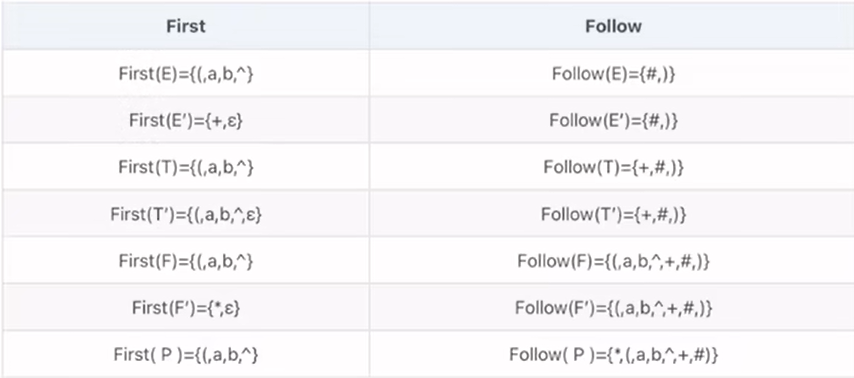 First Follow
First(E)={(,a,b,^} Follow(E)={#,)}
First(E′)={+,ε} Follow(E′)={#,)}
First(T)={(,a,b,^} Follow(T)={+,#,)}
First(T′)={(,a,b,^,ε} Follow(T′)={+,#,)}
First(F)={(,a,b,^} Follow(F)={(,a,b,^,+,#,)}
First(F′)={*,ε} Follow(F′)={(,a,b,^,+,#,)}
First( P )={(,a,b,^} Follow( P )={*,(,a,b,^,+,#)}